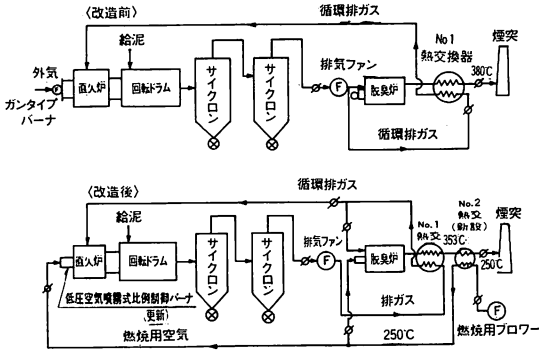 〈改造前〉
循環排ガス
No1
熱交換器
煙突
給泥
外気
ガンタイプ
バーナ
直火炉
回転ドラム
サイクロン
サイクロン
排気ファン
F
F
脱臭炉
380℃
循環排ガス
〈改造後〉
循環排ガス
No.2
熱交
(新設)
煙突
給泥
No.1
熱交
353℃
250℃
直火炉
回転ドラム
サイクロン
サイクロン
排気ファン
F
脱臭炉
低圧空気噴霧式比例制御バーナ
(更新)
排ガス
F
燃焼用空気
250℃
燃焼用ブロワー